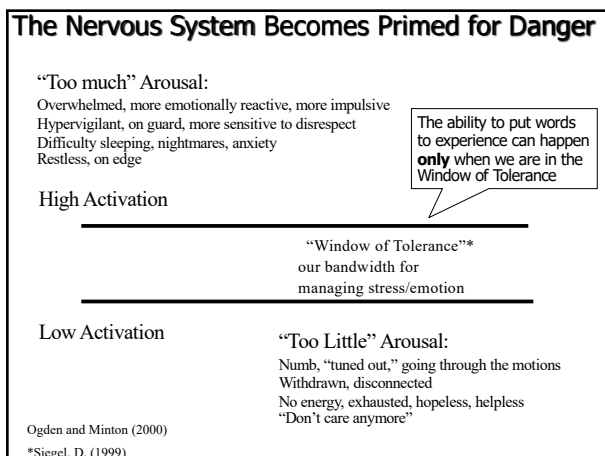 The Nervous System Becomes Primed for Danger
“Too much” Arousal:
Overwhelmed, more emotionally reactive, more impulsive
Hypervigilant, on guard, more sensitive to disrespect
Difficulty sleeping, nightmares, anxiety
Restless, on edge
The ability to put words
to experience can happen
only when we are in the
Window of Tolerance
High Activation
“Window of Tolerance”*
our bandwidth for
managing stress/emotion
Low Activation
“Too Little” Arousal:
Numb, “tuned out,” going through the motions
Withdrawn, disconnected
No energy, exhausted, hopeless, helpless
“Don’t care anymore”
Ogden and Minton (2000)
*Siegel, D. (1999)